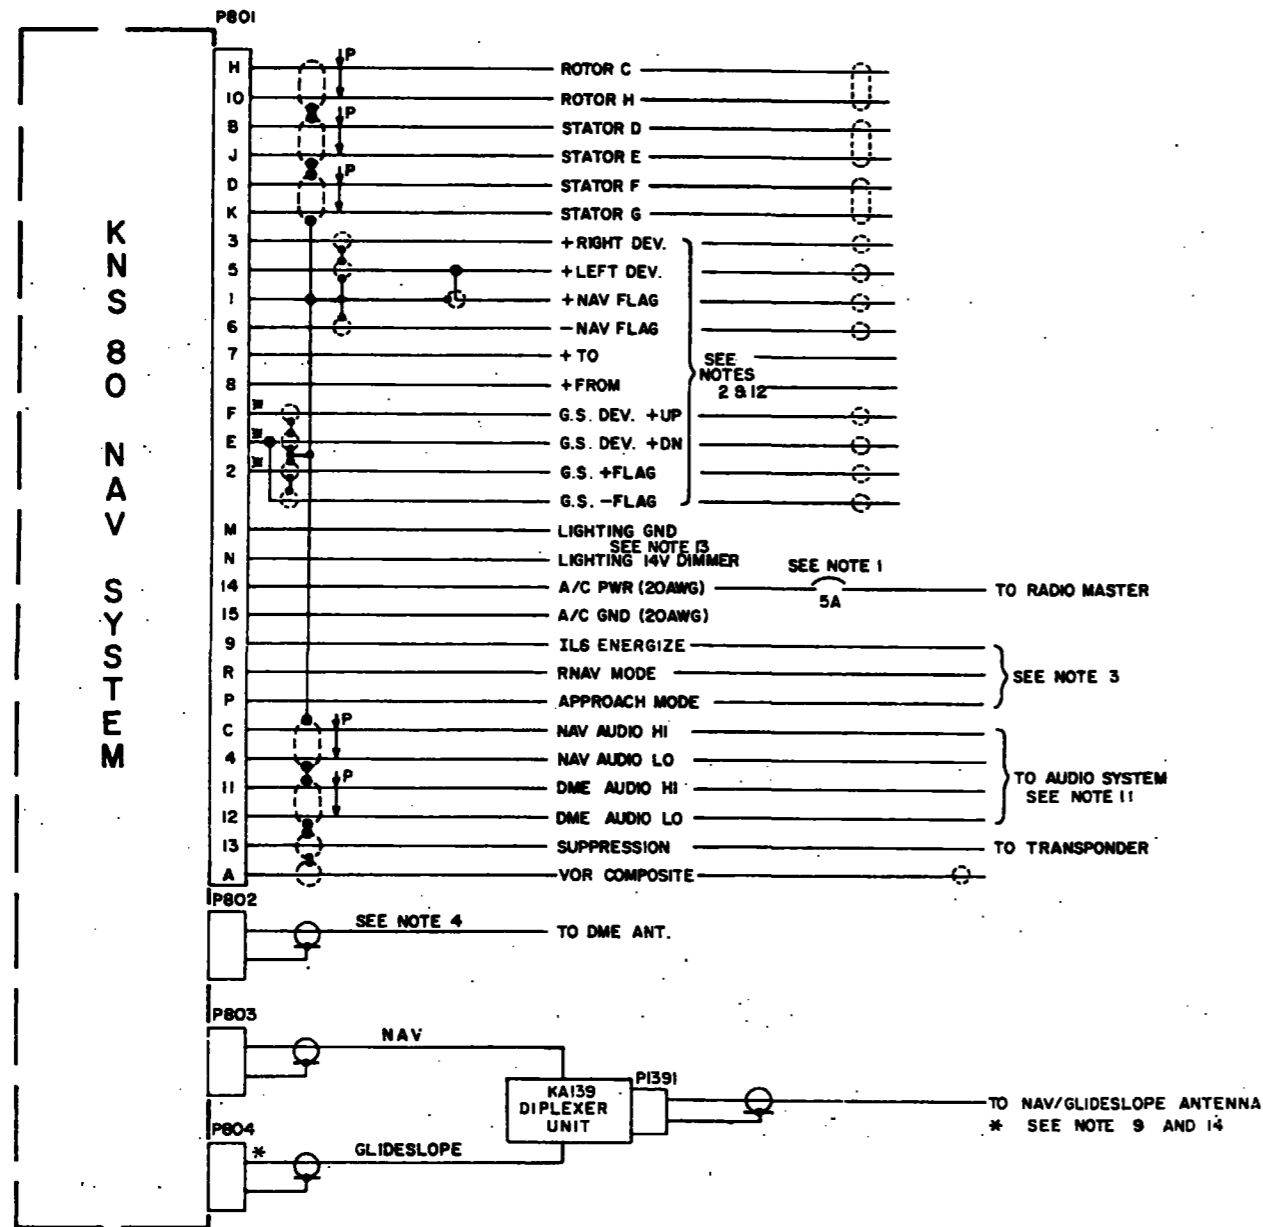 P801
KNS 80 NAV SYSTEM
H P ROTOR C
10 ROTOR H
B P STATOR D
J STATOR E
D P STATOR F
K STATOR G
3 +RIGHT DEV.
5 +LEFT DEV.
1 +NAV FLAG
6 -NAV FLAG
7 +TO
8 +FROM
SEE NOTES 2 & 12
F G.S. DEV. +UP
E G.S. DEV. +DN
2 G.S. +FLAG
G.S. -FLAG
M LIGHTING GND
SEE NOTE 13
N LIGHTING 14V DIMMER
SEE NOTE 1
14 A/C PWR (20AWG) 5A TO RADIO MASTER
15 A/C GND (20AWG)
9 ILS ENERGIZE
R RNAV MODE SEE NOTE 3
P APPROACH MODE
C P NAV AUDIO HI
4 NAV AUDIO LO
11 P DME AUDIO HI
TO AUDIO SYSTEM
SEE NOTE 11
12 DME AUDIO LO
13 SUPPRESSION TO TRANSPONDER
A VOR COMPOSITE
P802
SEE NOTE 4
TO DME ANT.
P803
NAV
KA139
DIPLEXER
UNIT
P1391
TO NAV/GLIDESLOPE ANTENNA
* SEE NOTE 9 AND 14
P804
* GLIDESLOPE